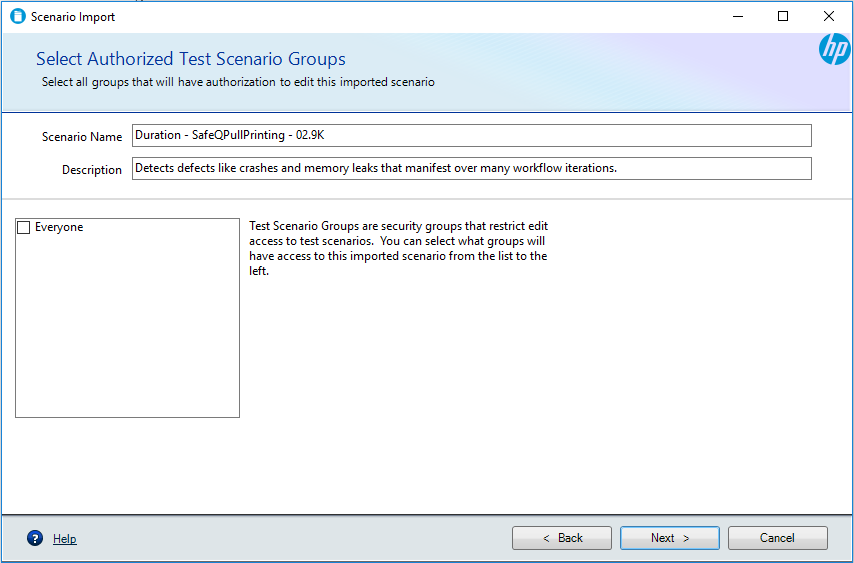 Scenario Import
hp
Select Authorized Test Scenario Groups
Select all groups that will have authorization to edit this imported scenario
Scenario Name Duration - SafeQPullPrinting - 02.9K
Description Detects defects like crashes and memory leaks that manifest over many workflow iterations.
Everyone
Test Scenario Groups are security groups that restrict edit
access to test scenarios. You can select what groups will
have access to this imported scenario from the list to the
left.
? Help
< Back Next > Cancel